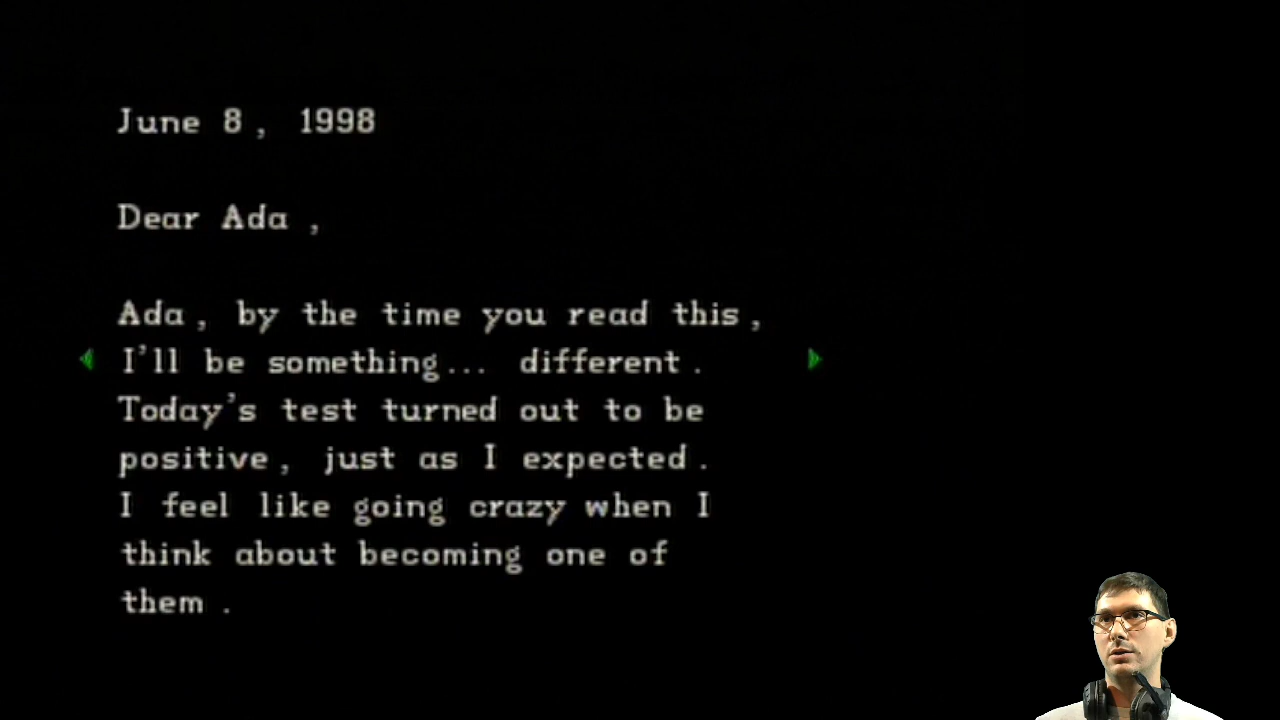 June 8, 1998
Dear Ada,
Ada, by the time you read this,
I'll be something... different.
Today's test turned out to be
positive, just as I expected.
I feel like going crazy when I
think about becoming one of
them.